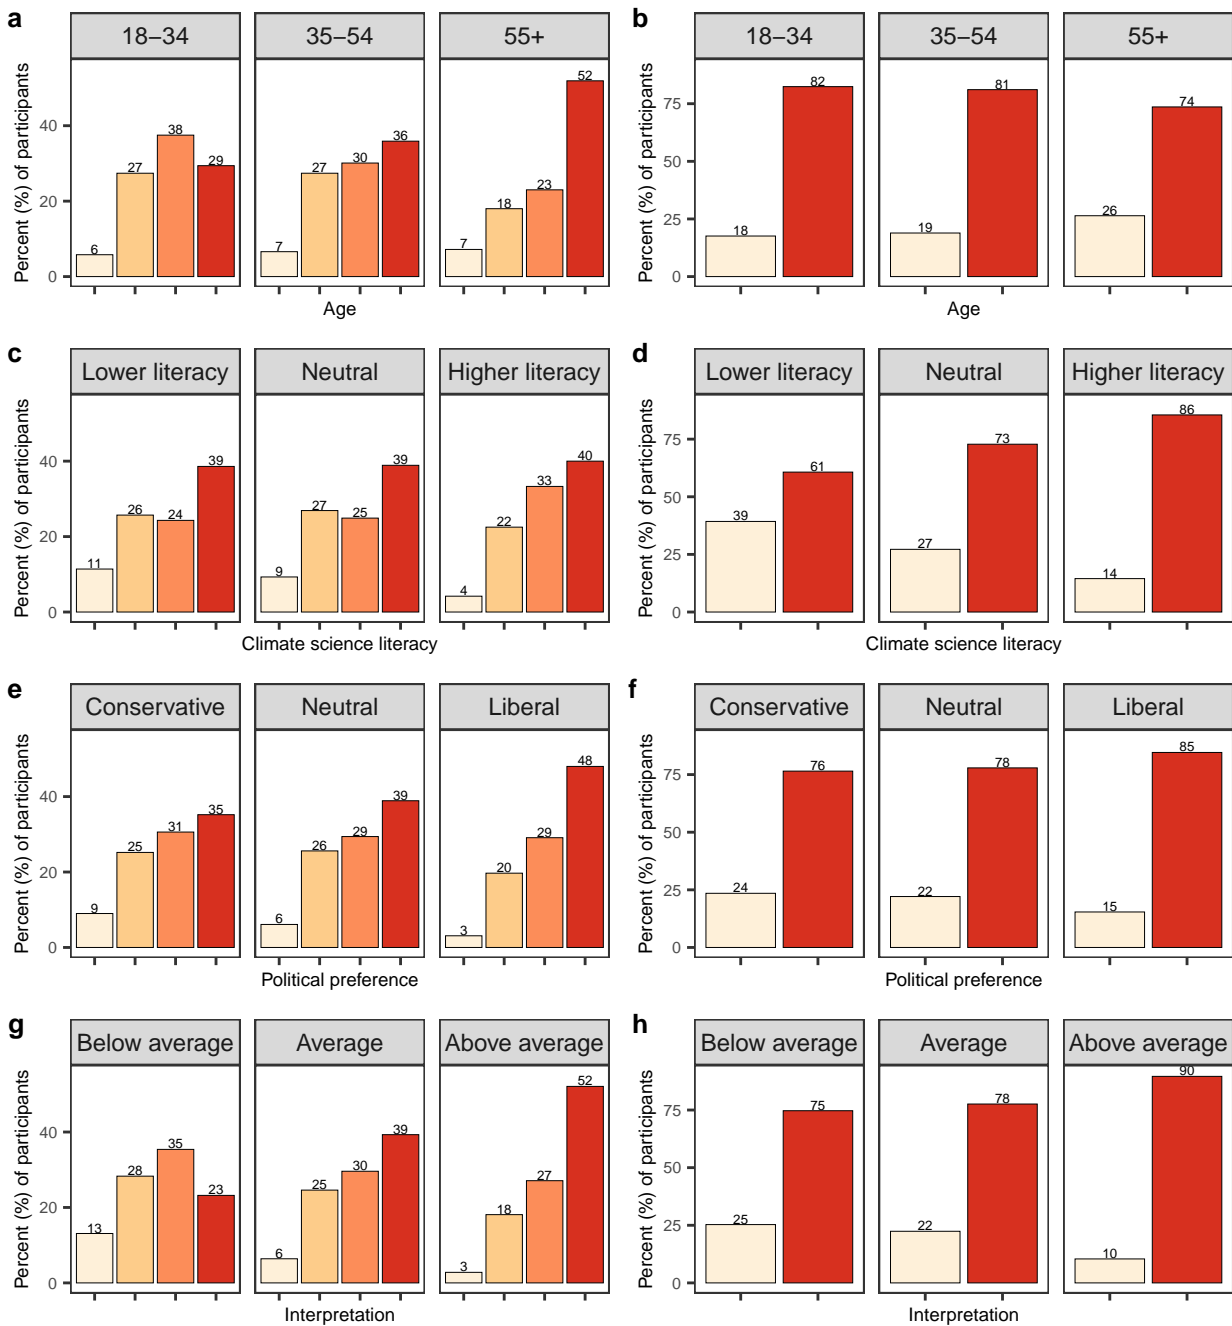 a
18–34 35–54 55+
Percent (%) of participants
40
20
0
6 27 38 29
7 27 30 36
7 18 23 52
Age
b
18–34 35–54 55+
Percent (%) of participants
75
50
25
0
18 82
19 81
26 74
Age
c
Lower literacy Neutral Higher literacy
Percent (%) of participants
40
20
0
11 26 24 39
9 27 25 39
4 22 33 40
Climate science literacy
d
Lower literacy Neutral Higher literacy
Percent (%) of participants
75
50
25
0
39 61
27 73
14 86
Climate science literacy
e
Conservative Neutral Liberal
Percent (%) of participants
40
20
0
9 25 31 35
6 26 29 39
3 20 29 48
Political preference
f
Conservative Neutral Liberal
Percent (%) of participants
75
50
25
0
24 76
22 78
15 85
Political preference
g
Below average Average Above average
Percent (%) of participants
40
20
0
13 28 35 23
6 25 30 39
3 18 27 52
Interpretation
h
Below average Average Above average
Percent (%) of participants
75
50
25
0
25 75
22 78
10 90
Interpretation